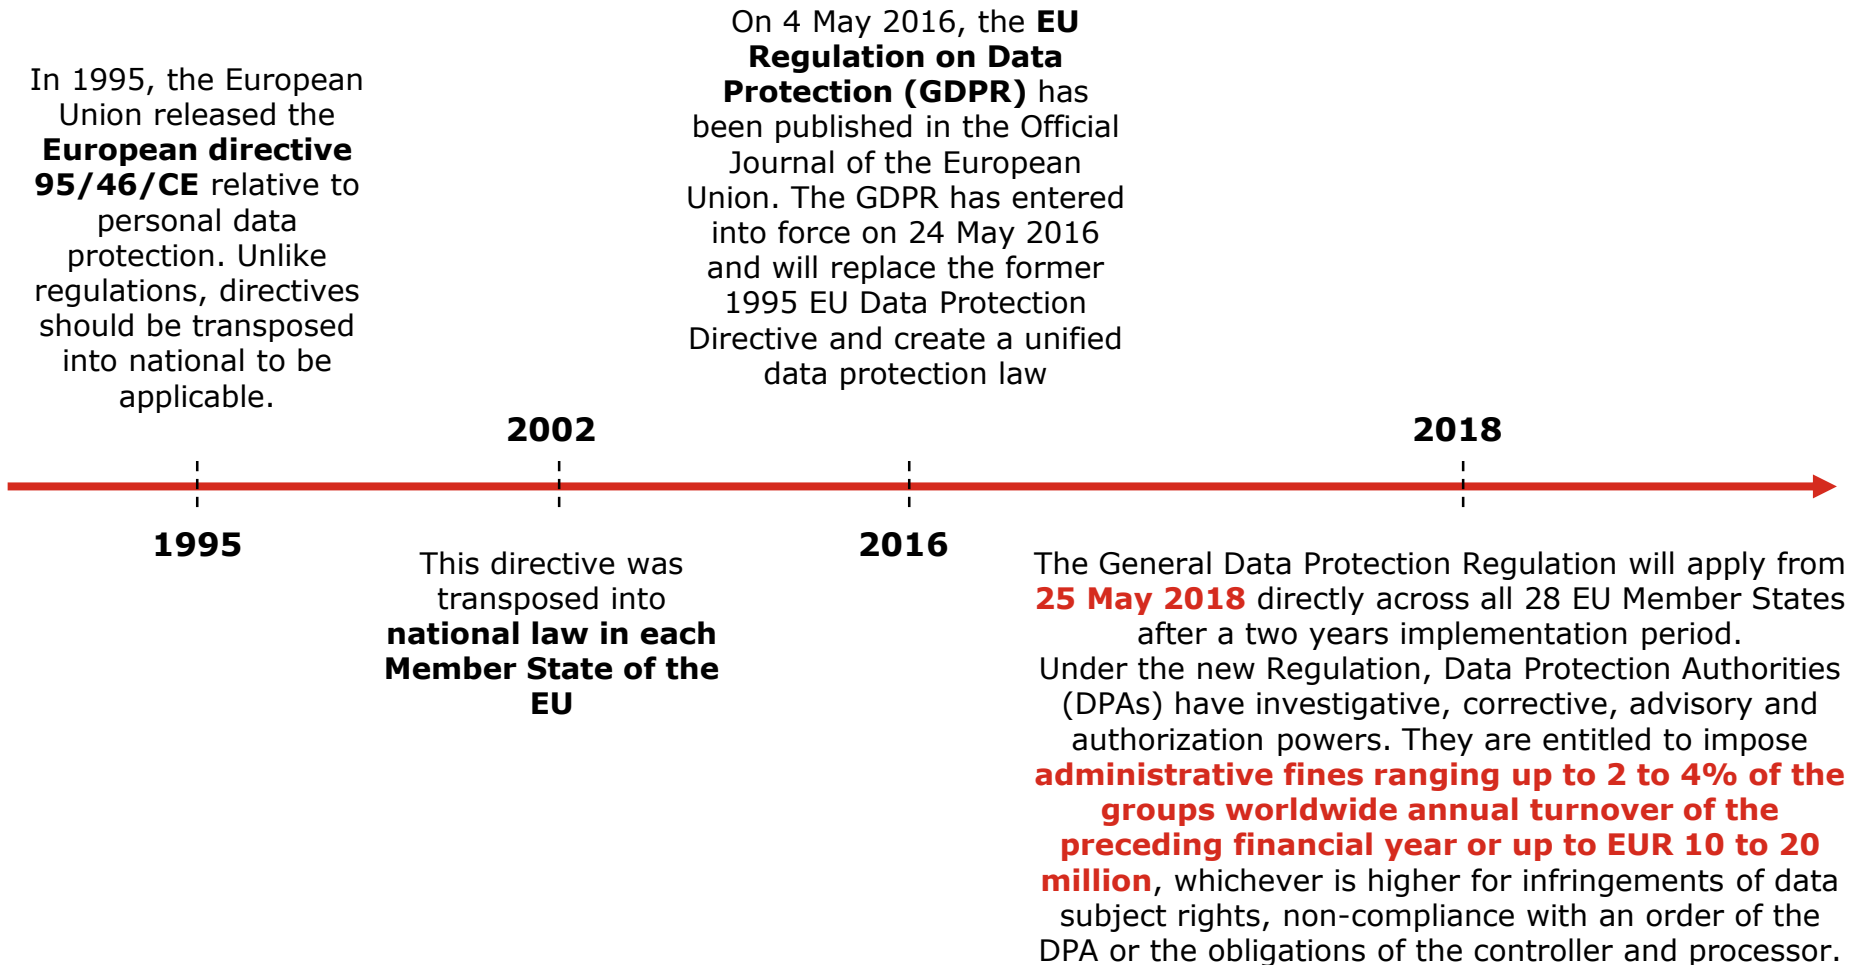 In 1995, the European
Union released the
European directive
95/46/CE relative to
personal data
protection. Unlike
regulations, directives
should be transposed
into national to be
applicable.
1995
2002
This directive was
transposed into
national law in each
Member State of the
EU
On 4 May 2016, the EU
Regulation on Data
Protection (GDPR) has
been published in the Official
Journal of the European
Union. The GDPR has entered
into force on 24 May 2016
and will replace the former
1995 EU Data Protection
Directive and create a unified
data protection law
2016
2018
The General Data Protection Regulation will apply from
25 May 2018 directly across all 28 EU Member States
after a two years implementation period.
Under the new Regulation, Data Protection Authorities
(DPAs) have investigative, corrective, advisory and
authorization powers. They are entitled to impose
administrative fines ranging up to 2 to 4% of the
groups worldwide annual turnover of the
preceding financial year or up to EUR 10 to 20
million, whichever is higher for infringements of data
subject rights, non-compliance with an order of the
DPA or the obligations of the controller and processor.